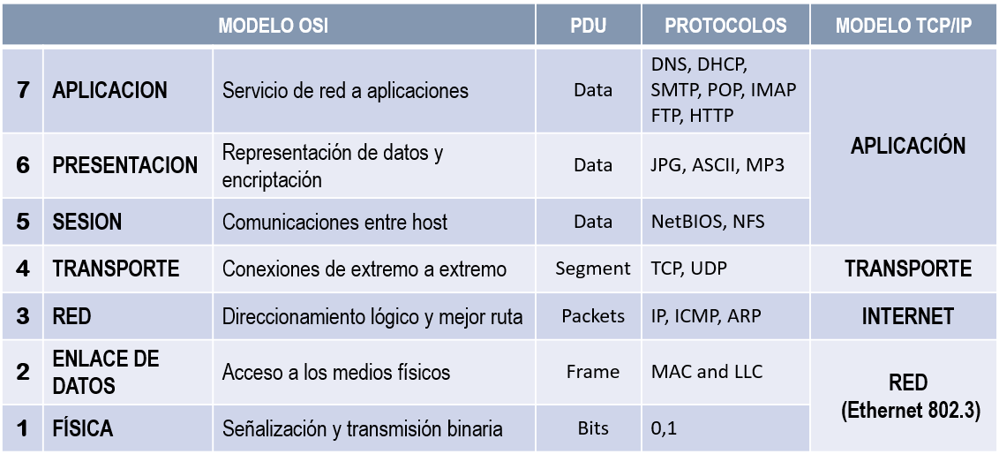 MODELO OSI PDU PROTOCOLOS MODELO TCP/IP
7 APLICACION Servicio de red a aplicaciones Data DNS, DHCP,
SMTP, POP, IMAP
FTP, HTTP
APLICACIÓN
6 PRESENTACION Representación de datos y
encriptación Data JPG, ASCII, MP3
5 SESION Comunicaciones entre host Data NetBIOS, NFS
4 TRANSPORTE Conexiones de extremo a extremo Segment TCP, UDP TRANSPORTE
3 RED Direccionamiento lógico y mejor ruta Packets IP, ICMP, ARP INTERNET
2 ENLACE DE
DATOS Acceso a los medios físicos Frame MAC and LLC
RED
(Ethernet 802.3)
1 FÍSICA Señalización y transmisión binaria Bits 0,1